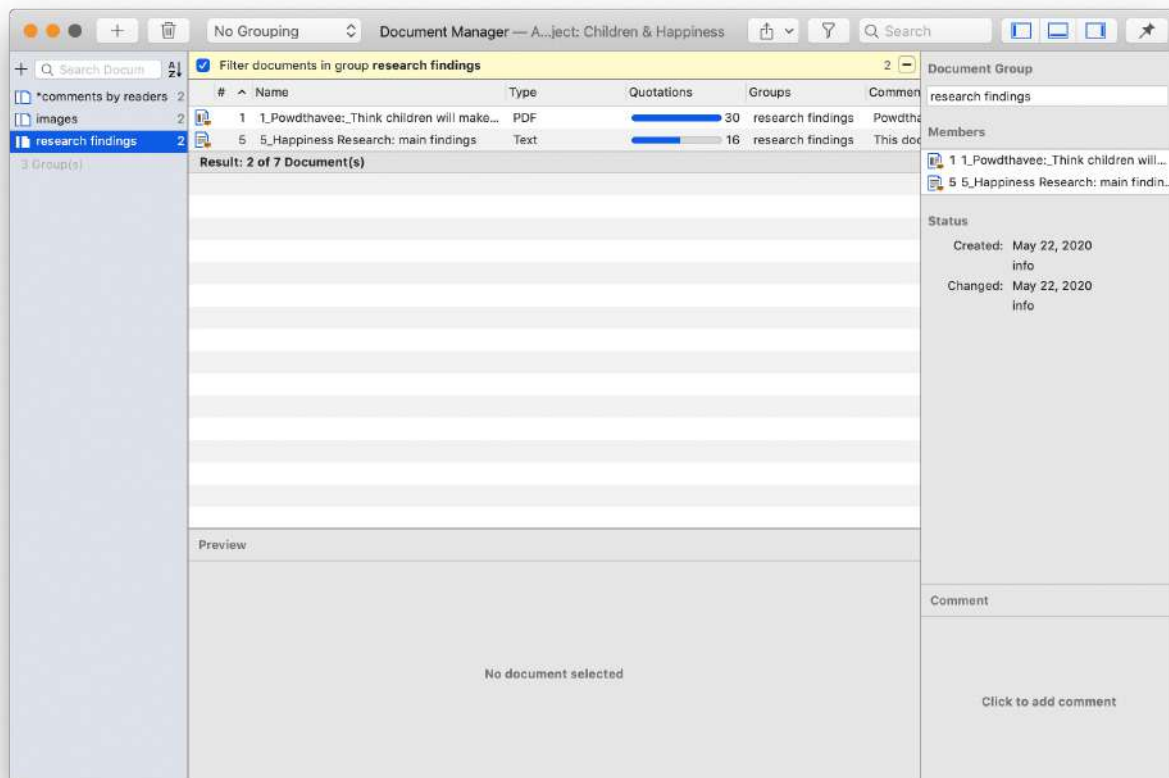 No Grouping
Document Manager — A...ject: Children & Happiness
Search
Search Docum
*comments by readers 2
images 2
research findings 2
3 Group(s)
Filter documents in group research findings 2
# Name Type Quotations Groups Commen
1 1_Powdthavee:_Think children will make... PDF 30 research findings Powdtha
5 5_Happiness Research: main findings Text 16 research findings This doc
Result: 2 of 7 Document(s)
Preview
No document selected
Document Group
research findings
Members
1 1_Powdthavee:_Think children will...
5 5_Happiness Research: main findin...
Status
Created: May 22, 2020
info
Changed: May 22, 2020
info
Comment
Click to add comment